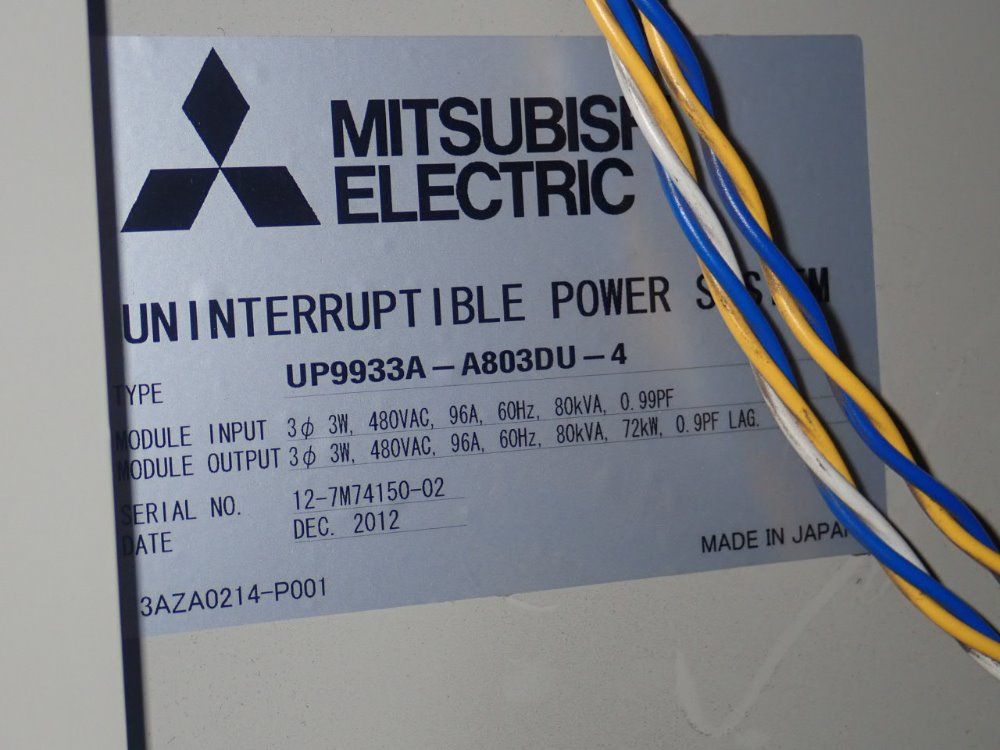 MITSUBISH
ELECTRIC
UNINTERRUPTIBLE POWER SYSTEM
TYPE UP9933A-A803DU-4
MODULE INPUT 3φ 3W, 480VAC, 96A, 60Hz, 80kVA, 0.99PF
MODULE OUTPUT 3φ 3W, 480VAC, 96A, 60Hz, 80kVA, 72kW, 0.9PF LAG.
SERIAL NO. 12-7M74150-02
DATE DEC. 2012
MADE IN JAPAN
3AZA0214-P001